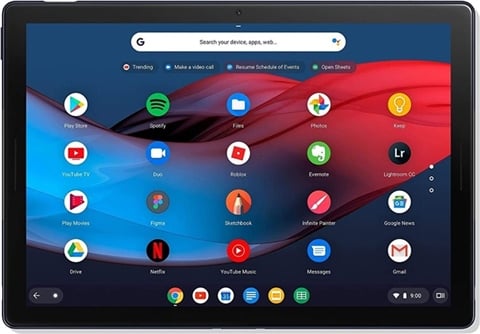 Search your device, apps, web...
Trending Make a video call Resume Schedule of Events Open Sheets
Play Store Spotify Files Photos Keep
YouTube TV Duo Roblox Evernote Lightroom CC
Lr
Play Movies Figma Sketchbook Infinite Painter Google News
Drive Netflix YouTube Music Messages Gmail
9:00